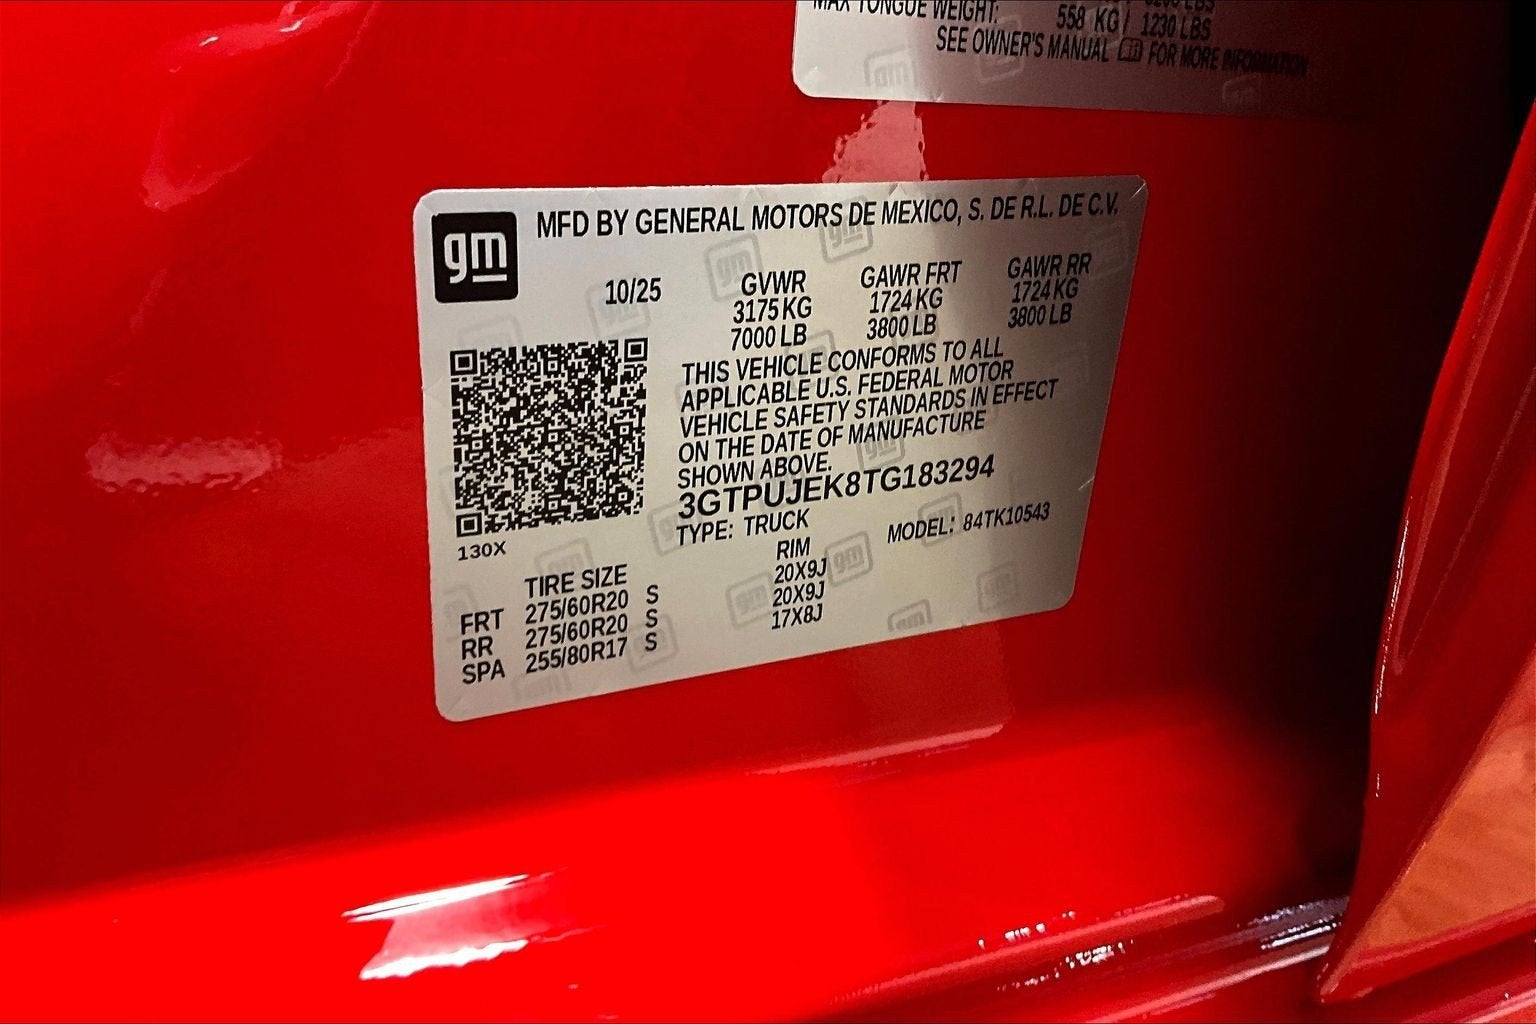 MAX TONGUE WEIGHT: 558 KG/ 1230 LBS
SEE OWNER'S MANUAL FOR MORE INFORMATION
gm
MFD BY GENERAL MOTORS DE MEXICO, S. DE R.L. DE C.V.
10/25 GVWR GAWR FRT GAWR RR
3175 KG 1724 KG 1724 KG
7000 LB 3800 LB 3800 LB
THIS VEHICLE CONFORMS TO ALL
APPLICABLE U.S. FEDERAL MOTOR
VEHICLE SAFETY STANDARDS IN EFFECT
ON THE DATE OF MANUFACTURE
SHOWN ABOVE.
3GTPUJEK8TG183294
TYPE: TRUCK MODEL: 84TK10543
130X
TIRE SIZE RIM
FRT 275/60R20 S 20X9J
RR 275/60R20 S 20X9J
SPA 255/80R17 S 17X8J